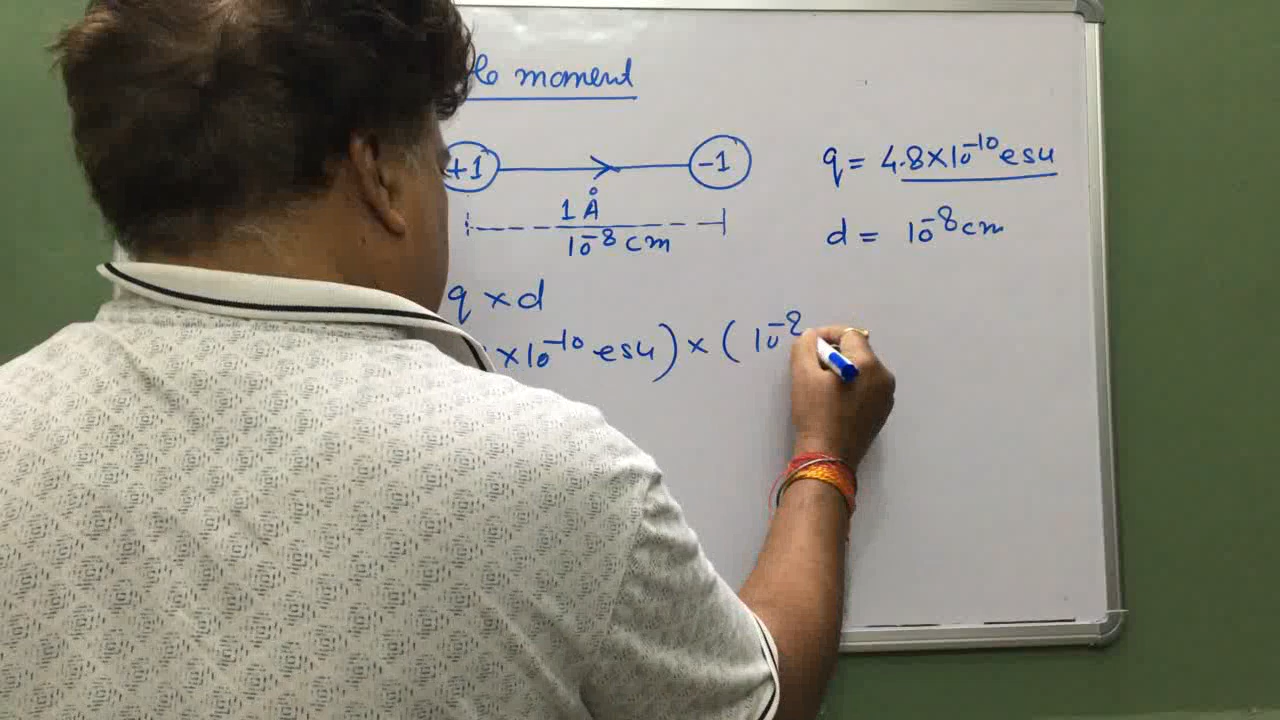 moment
+1 -1
1 Å
10⁻⁸ cm
q = 4.8×10⁻¹⁰ esu
d = 10⁻⁸ cm
q × d
×10⁻¹⁰ esu) × ( 10⁻⁸